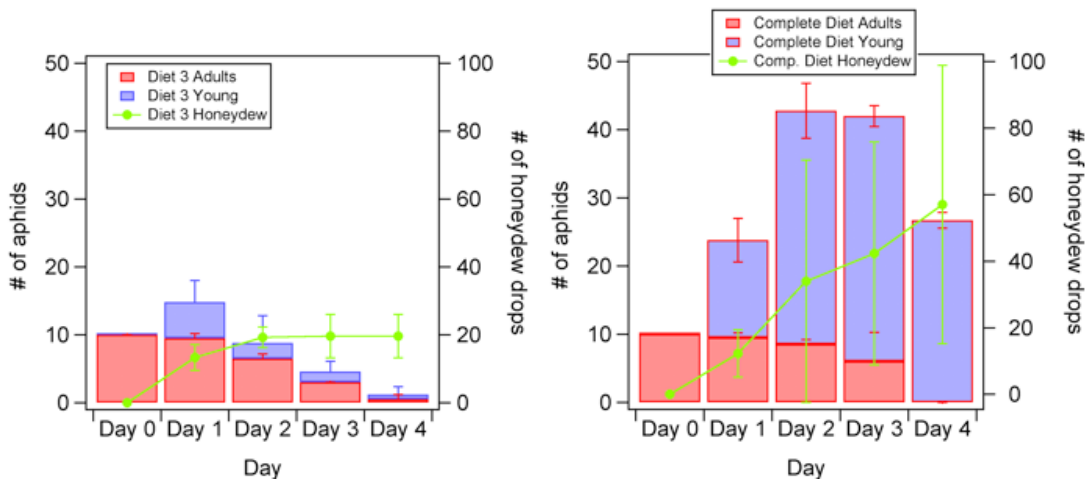 Diet 3 Adults
Diet 3 Young
Diet 3 Honeydew
50
40
30
20
10
0
# of aphids
100
80
60
40
20
0
# of honeydew drops
Day 0 Day 1 Day 2 Day 3 Day 4
Day
Complete Diet Adults
Complete Diet Young
Comp. Diet Honeydew
50
40
30
20
10
0
# of aphids
100
80
60
40
20
0
# of honeydew drops
Day 0 Day 1 Day 2 Day 3 Day 4
Day